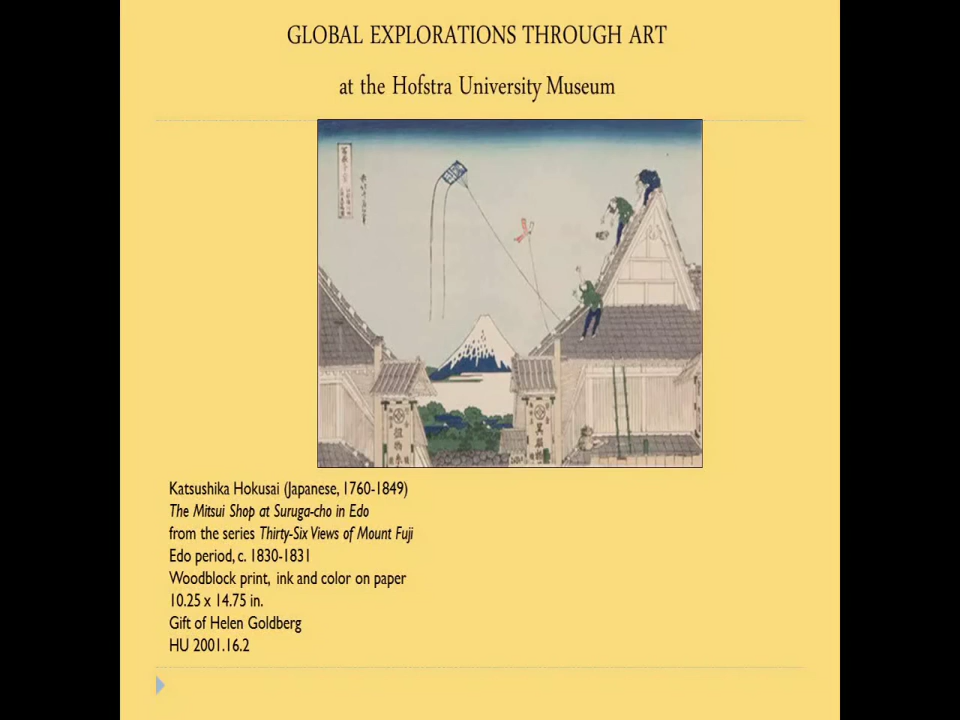 GLOBAL EXPLORATIONS THROUGH ART
at the Hofstra University Museum
Katsushika Hokusai (Japanese, 1760-1849)
The Mitsui Shop at Suruga-cho in Edo
from the series Thirty-Six Views of Mount Fuji
Edo period, c. 1830-1831
Woodblock print, ink and color on paper
10.25 x 14.75 in.
Gift of Helen Goldberg
HU 2001.16.2